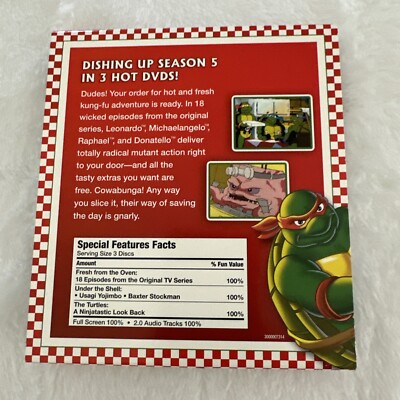 DISHING UP SEASON 5
IN 3 HOT DVDS!
Dudes! Your order for hot and fresh
kung-fu adventure is ready. In 18
wicked episodes from the original
series, Leonardo™, Michaelangelo™,
Raphael™, and Donatello™ deliver
totally radical mutant action right
to your door—and all the
tasty extras you want are
free. Cowabunga! Any way
you slice it, their way of saving
the day is gnarly.
Special Features Facts
Serving Size 3 Discs
Amount % Fun Value
Fresh from the Oven:
18 Episodes from the Original TV Series 100%
Under the Shell:
• Usagi Yojimbo • Baxter Stockman 100%
The Turtles:
A Ninjatastic Look Back 100%
Full Screen 100% • 2.0 Audio Tracks 100%